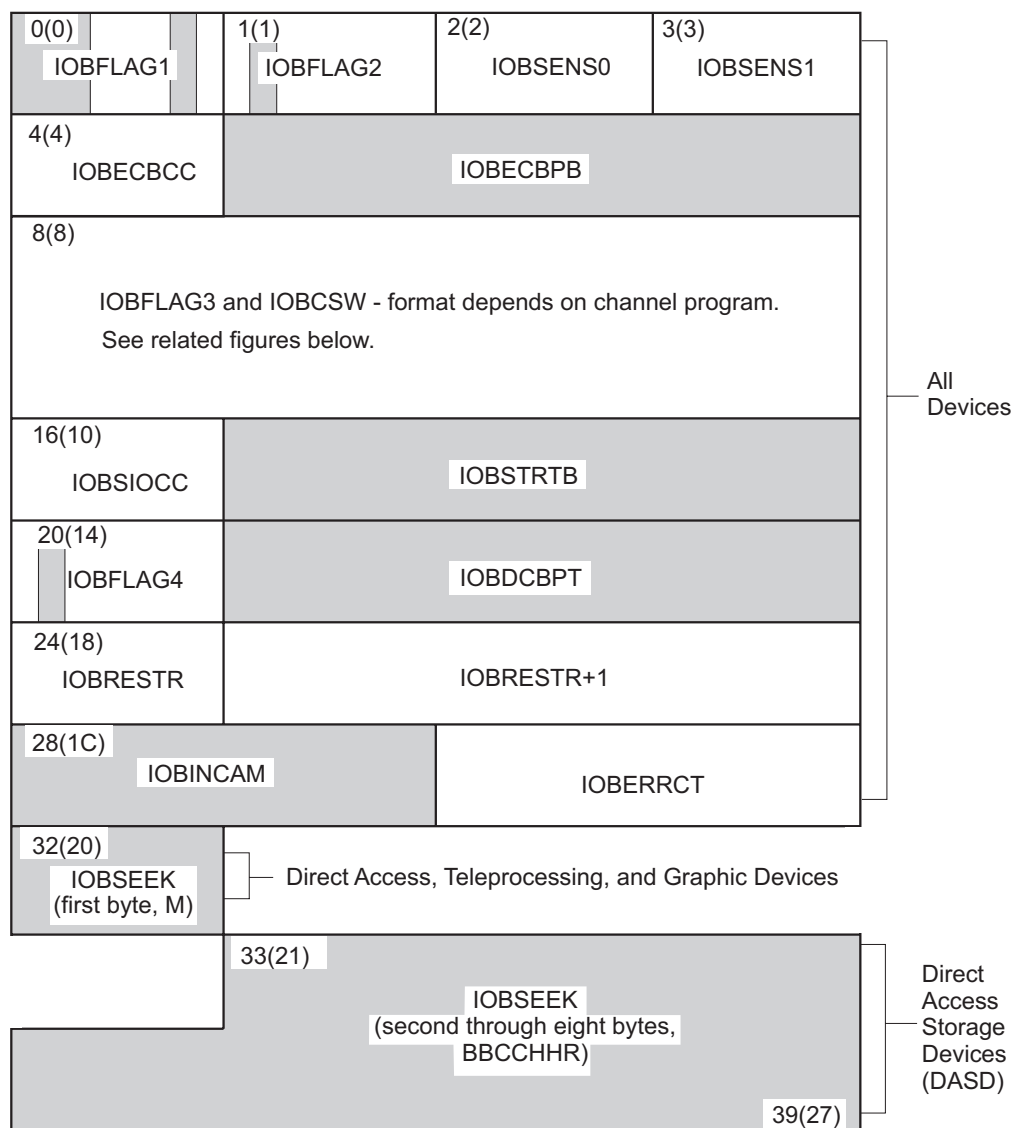 0(0)
IOBFLAG1
1(1)
IOBFLAG2
2(2)
IOBSENS0
3(3)
IOBSENS1
4(4)
IOBECBCC
IOBECBPB
8(8)
IOBFLAG3 and IOBCSW - format depends on channel program.
See related figures below.
All
Devices
16(10)
IOBSIOCC
IOBSTRTB
20(14)
IOBFLAG4
IOBDCBPT
24(18)
IOBRESTR
IOBRESTR+1
28(1C)
IOBINCAM
IOBERRCT
32(20)
IOBSEEK
(first byte, M)
Direct Access, Teleprocessing, and Graphic Devices
33(21)
IOBSEEK
(second through eight bytes,
BBCCHHR)
39(27)
Direct
Access
Storage
Devices
(DASD)